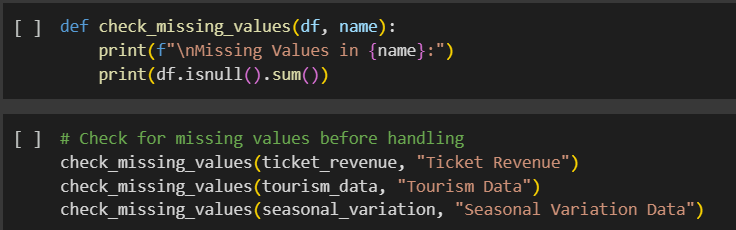 [ ] def check_missing_values(df, name):
        print(f"\nMissing Values in {name}:")
        print(df.isnull().sum())
[ ] # Check for missing values before handling
    check_missing_values(ticket_revenue, "Ticket Revenue")
    check_missing_values(tourism_data, "Tourism Data")
    check_missing_values(seasonal_variation, "Seasonal Variation Data")